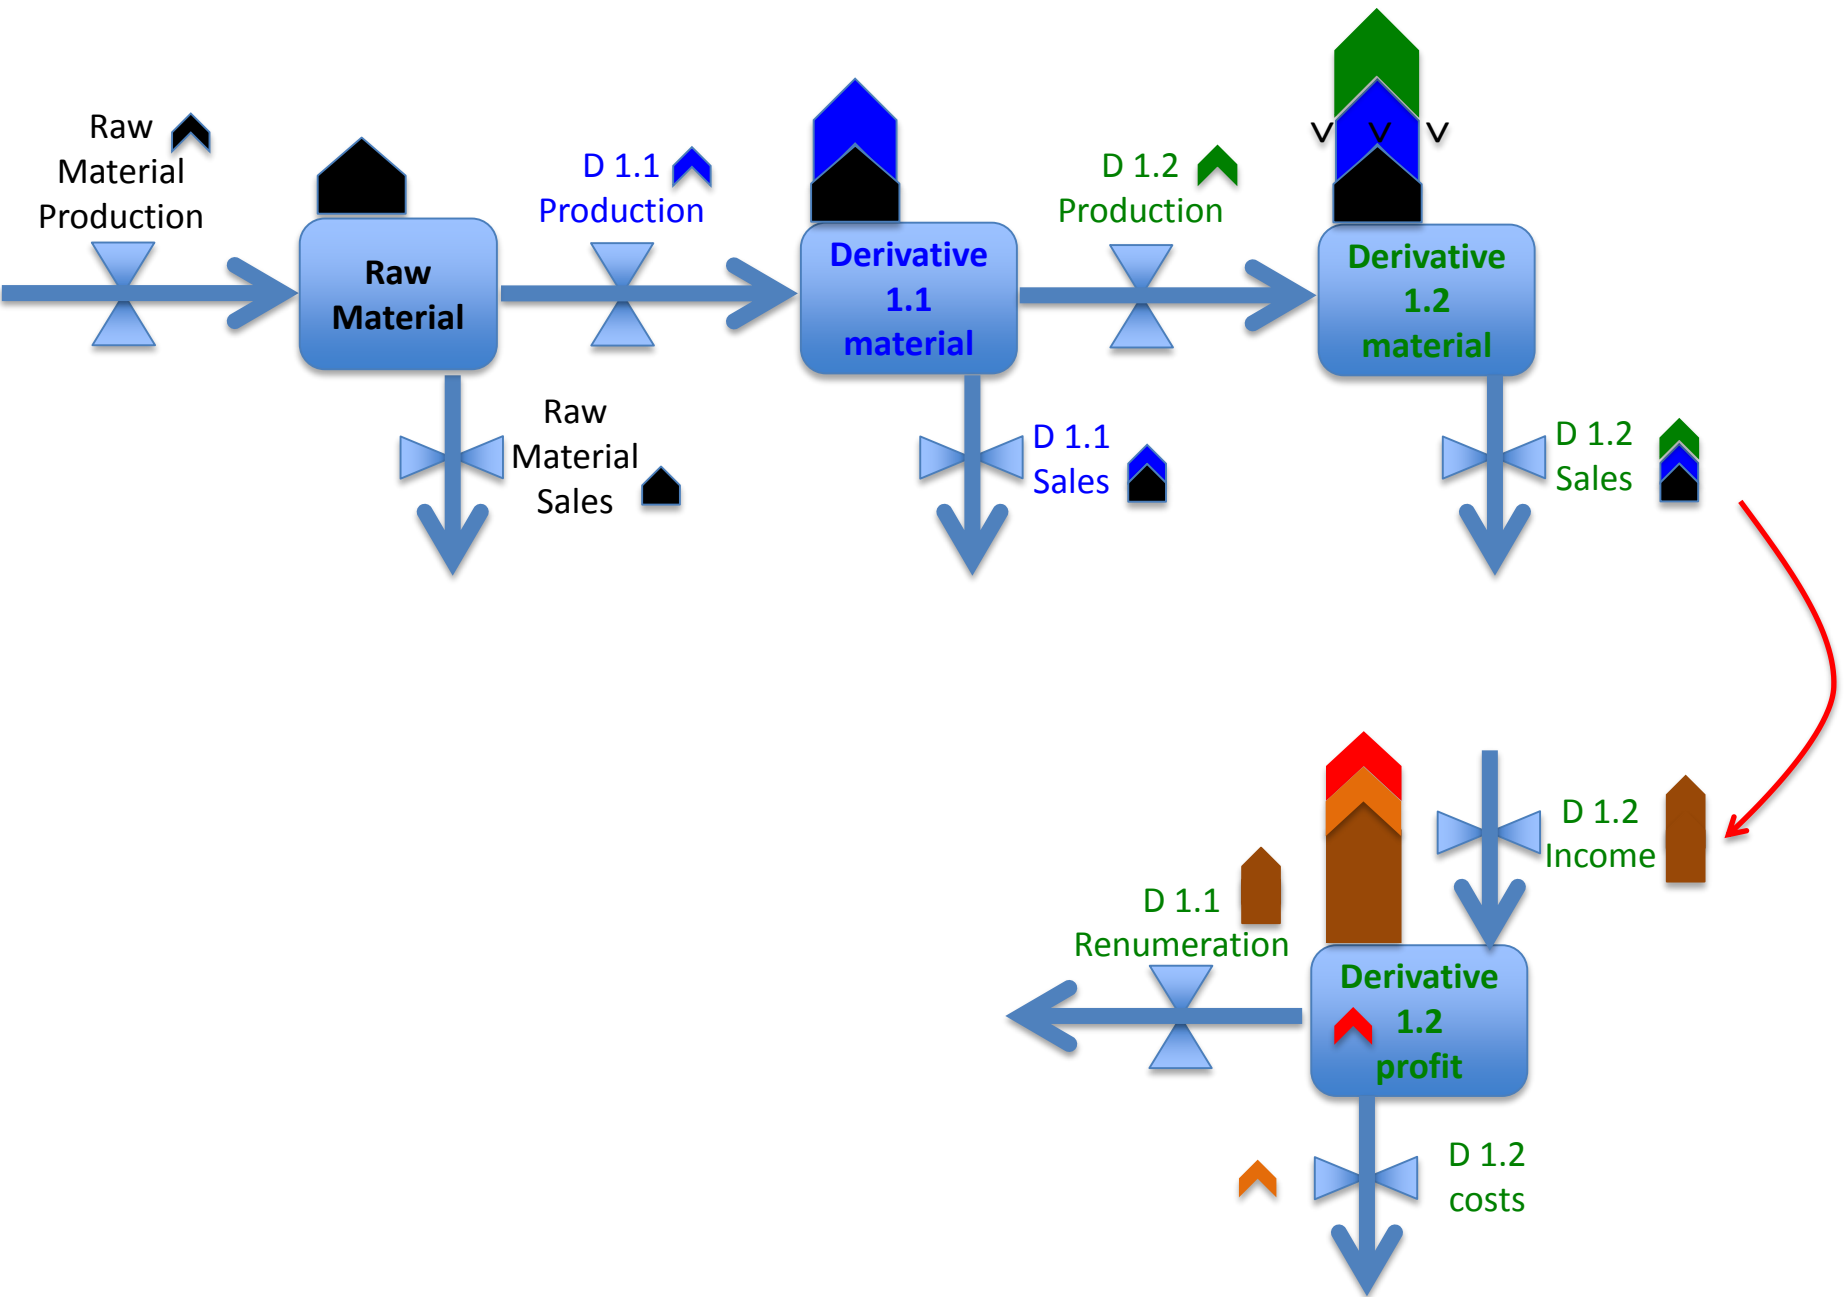 Raw
Material
Production
Raw
Material
D 1.1
Production
Derivative
1.1
material
D 1.2
Production
V V V
Derivative
1.2
material
Raw
Material
Sales
D 1.1
Sales
D 1.2
Sales
D 1.2
Income
D 1.1
Renumeration
Derivative
1.2
profit
D 1.2
costs